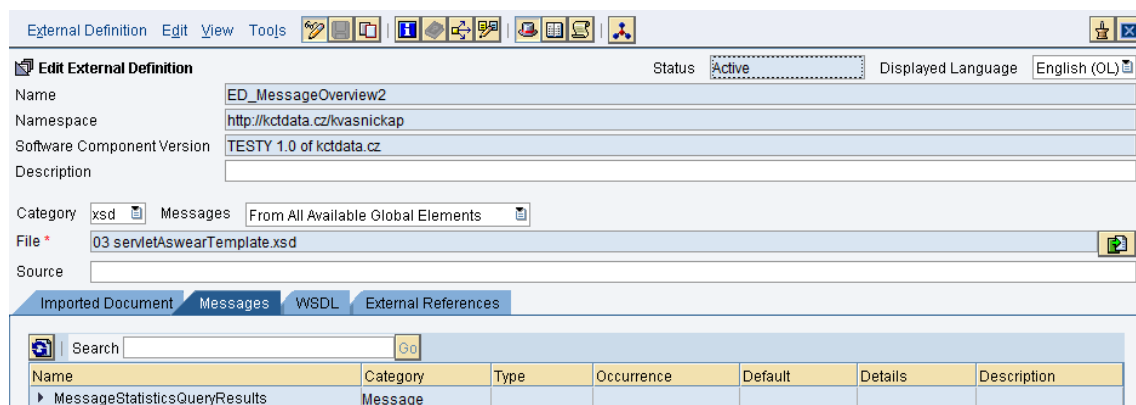 External Definition Edit View Tools
Edit External Definition Status Active Displayed Language English (OL)
Name ED_MessageOverview2
Namespace http://kctdata.cz/kvasnickap
Software Component Version TESTY 1.0 of kctdata.cz
Description
Category xsd Messages From All Available Global Elements
File * 03 servletAswearTemplate.xsd
Source
Imported Document Messages WSDL External References
Search Go
Name Category Type Occurrence Default Details Description
MessageStatisticsQueryResults Message